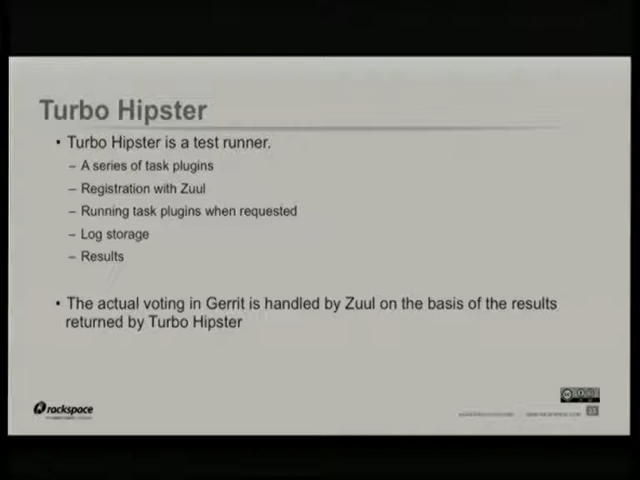 Turbo Hipster
• Turbo Hipster is a test runner.
– A series of task plugins
– Registration with Zuul
– Running task plugins when requested
– Log storage
– Results
• The actual voting in Gerrit is handled by Zuul on the basis of the results
returned by Turbo Hipster
rackspace